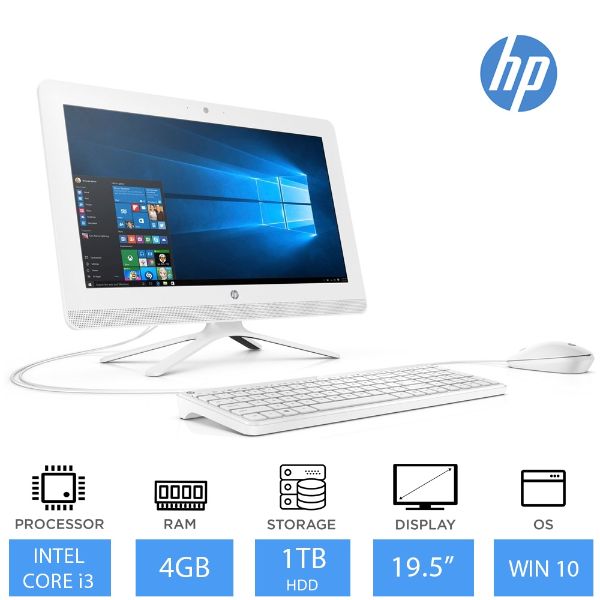 hp
PROCESSOR
RAM
STORAGE
DISPLAY
OS
INTEL
CORE i3
4GB
1TB
HDD
19.5”
WIN 10